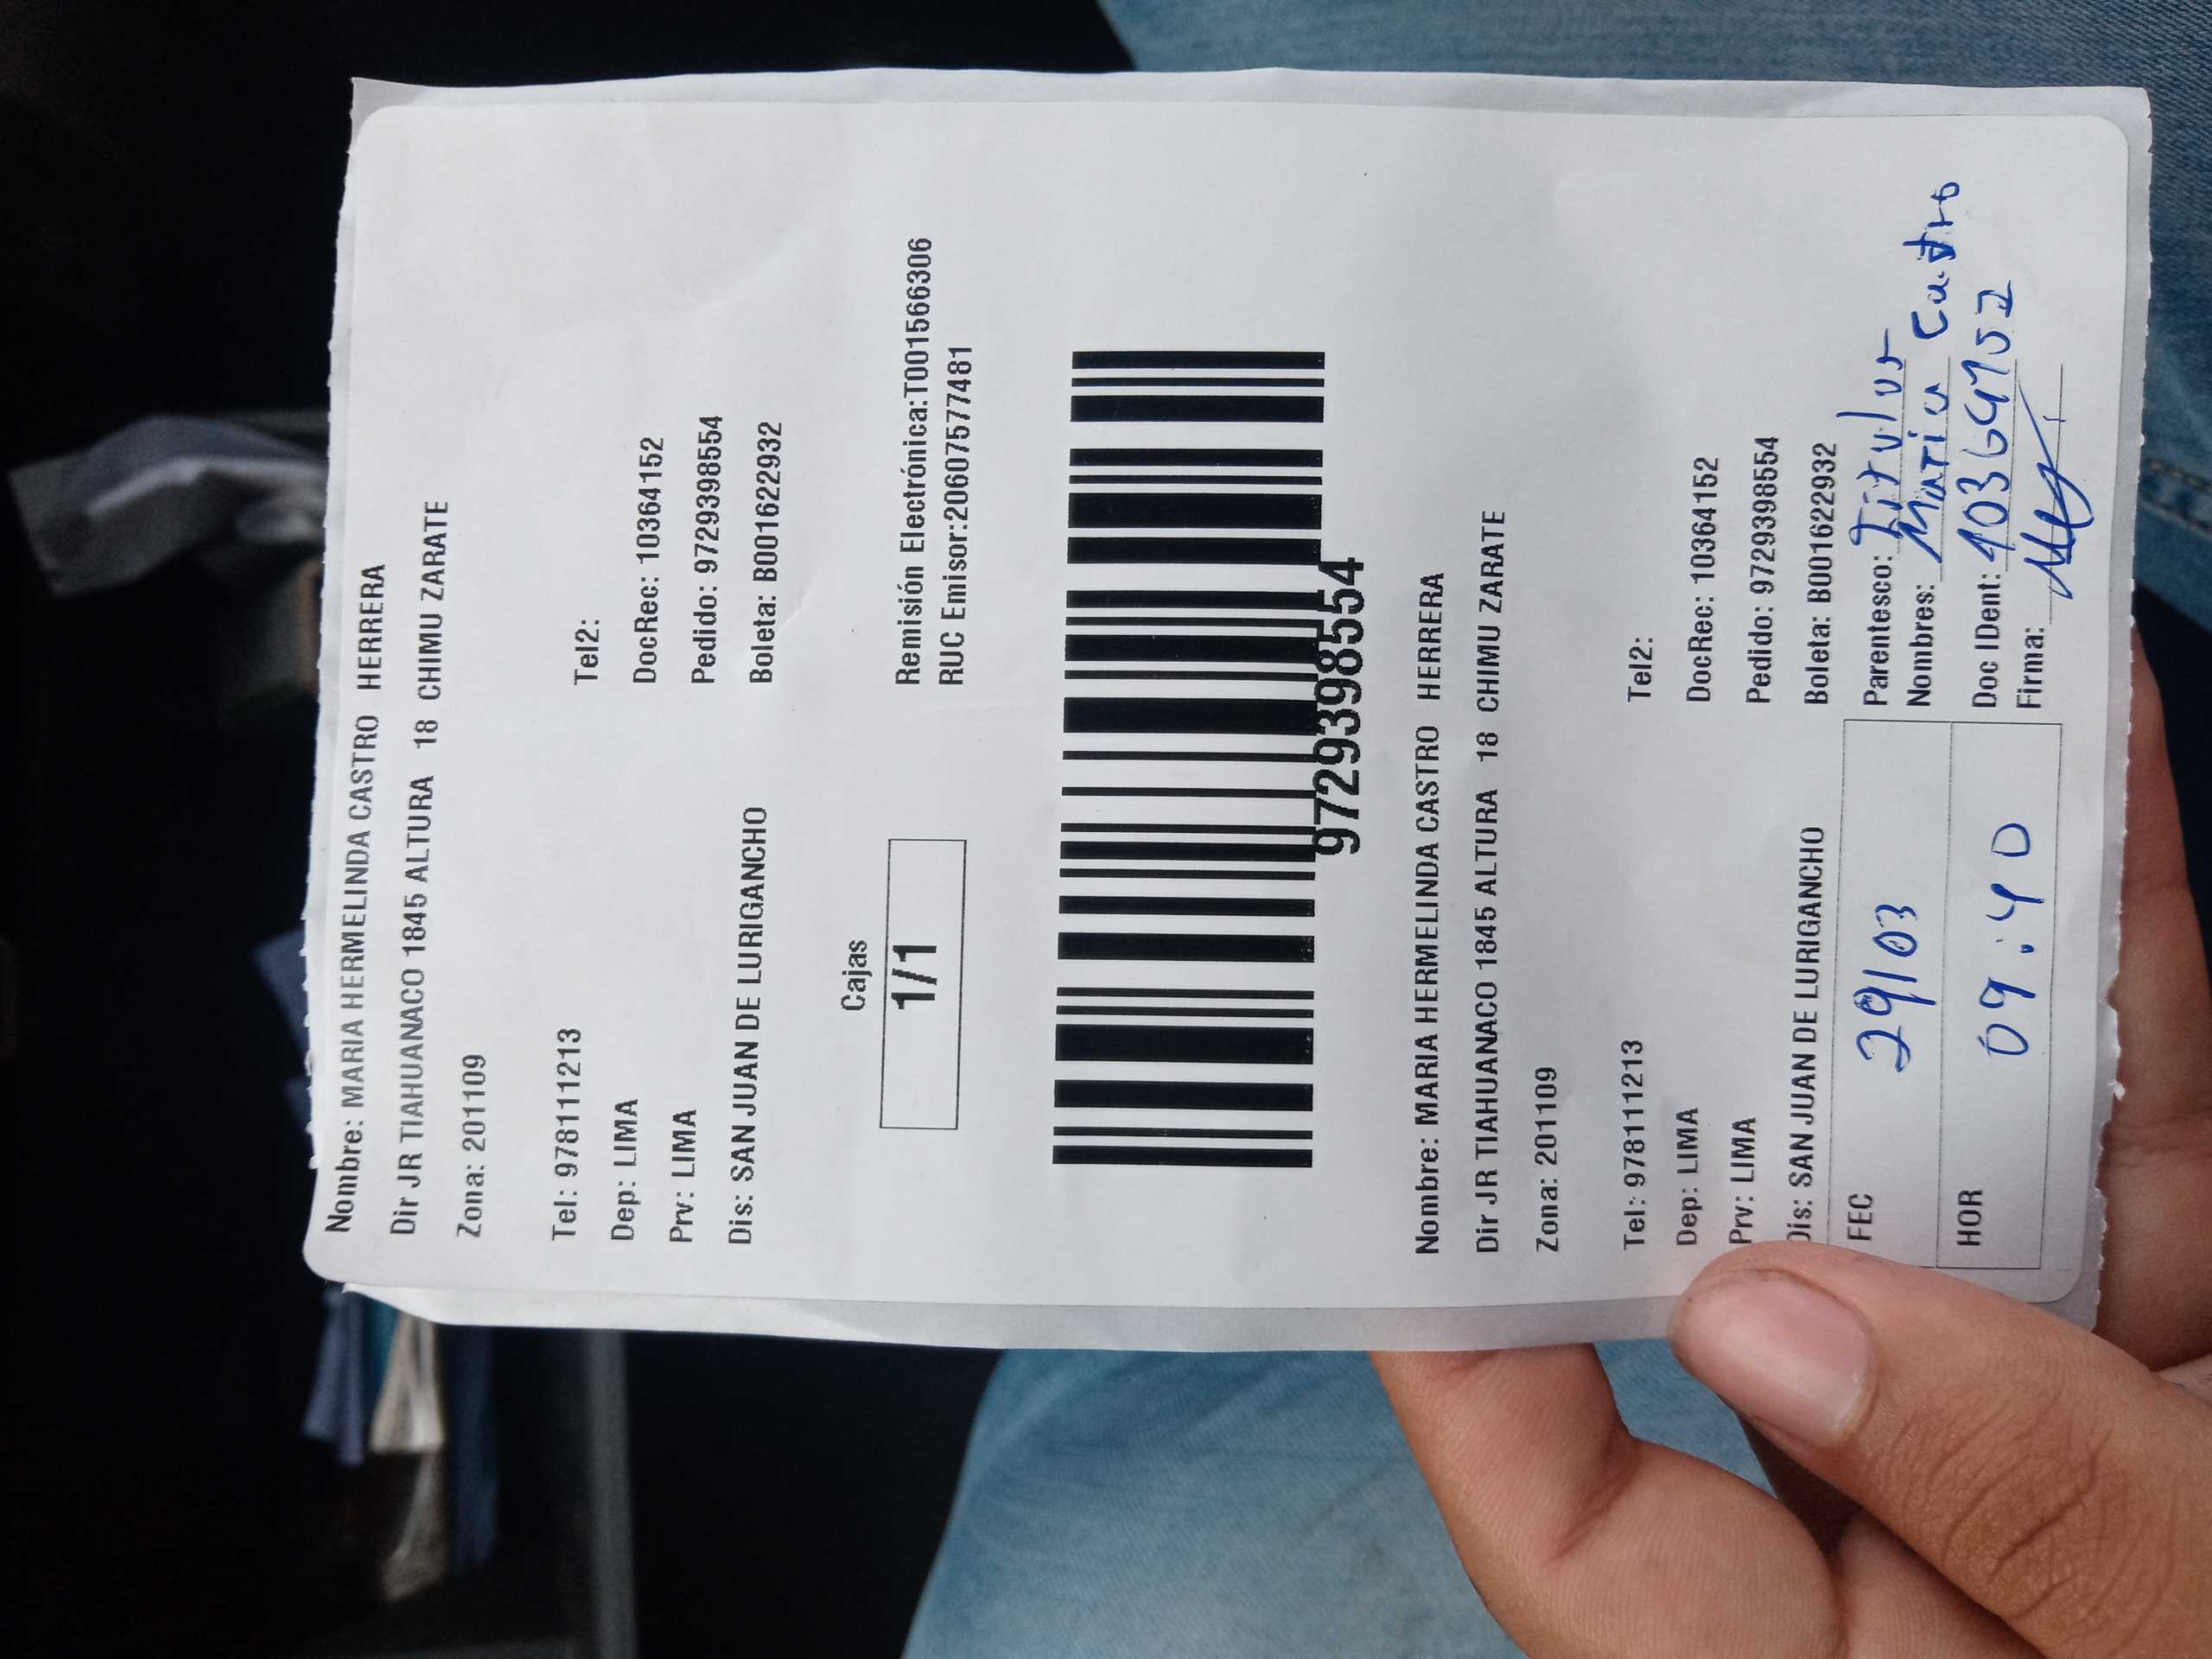 Nombre: MARIA HERMELINDA CASTRO HERRERA
Dir JR TIAHUANACO 1845 ALTURA 18 CHIMU ZARATE
Zona: 201109
Tel: 978111213 Tel2:
Dep: LIMA DocRec: 10364152
Prv: LIMA Pedido: 9729398554
Dis: SAN JUAN DE LURIGANCHO Boleta: B001622932
Cajas
1/1
Remisión Electrónica:T001566306
RUC Emisor:20607577481
9729398554
Nombre: MARIA HERMELINDA CASTRO HERRERA
Dir JR TIAHUANACO 1845 ALTURA 18 CHIMU ZARATE
Zona: 201109
Tel: 978111213 Tel2:
Dep: LIMA DocRec: 10364152
Prv: LIMA Pedido: 9729398554
Dis: SAN JUAN DE LURIGANCHO Boleta: B001622932
FEC 29/03 Parentesco: Titular
Nombres: Maria Castro
HOR 09:40 Doc IDent: 10364152
Firma: